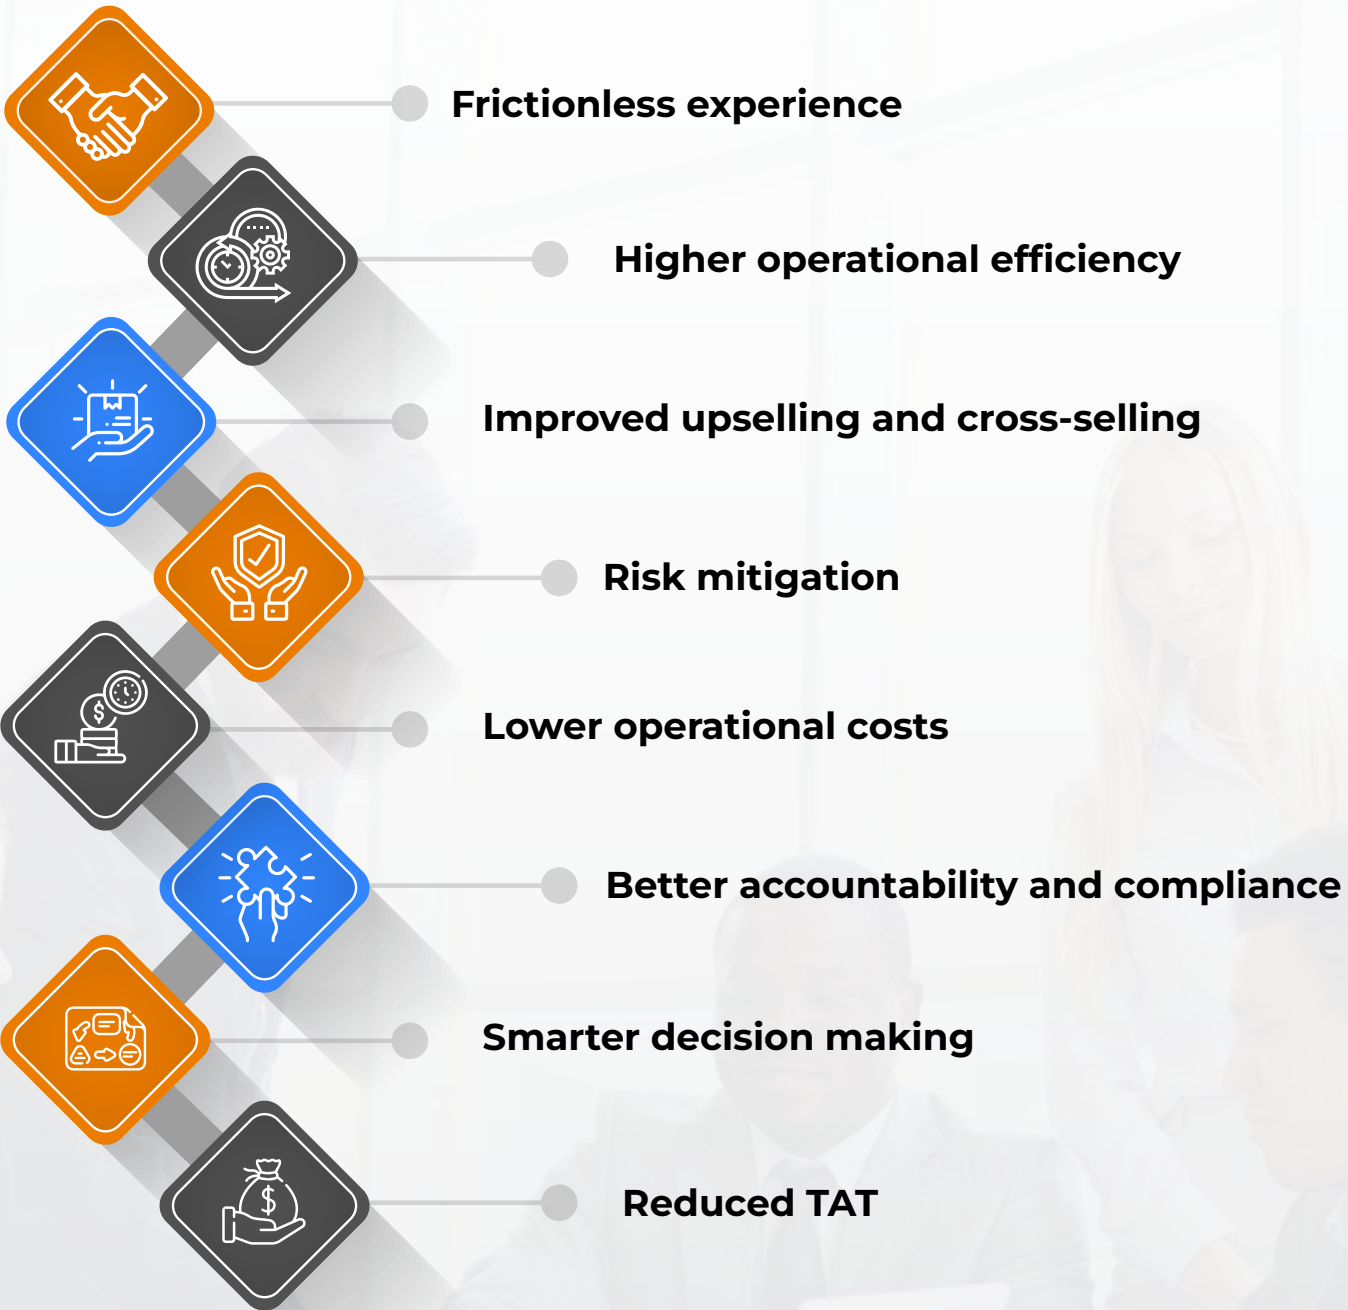 Frictionless experience
Higher operational efficiency
Improved upselling and cross-selling
Risk mitigation
Lower operational costs
Better accountability and compliance
Smarter decision making
Reduced TAT